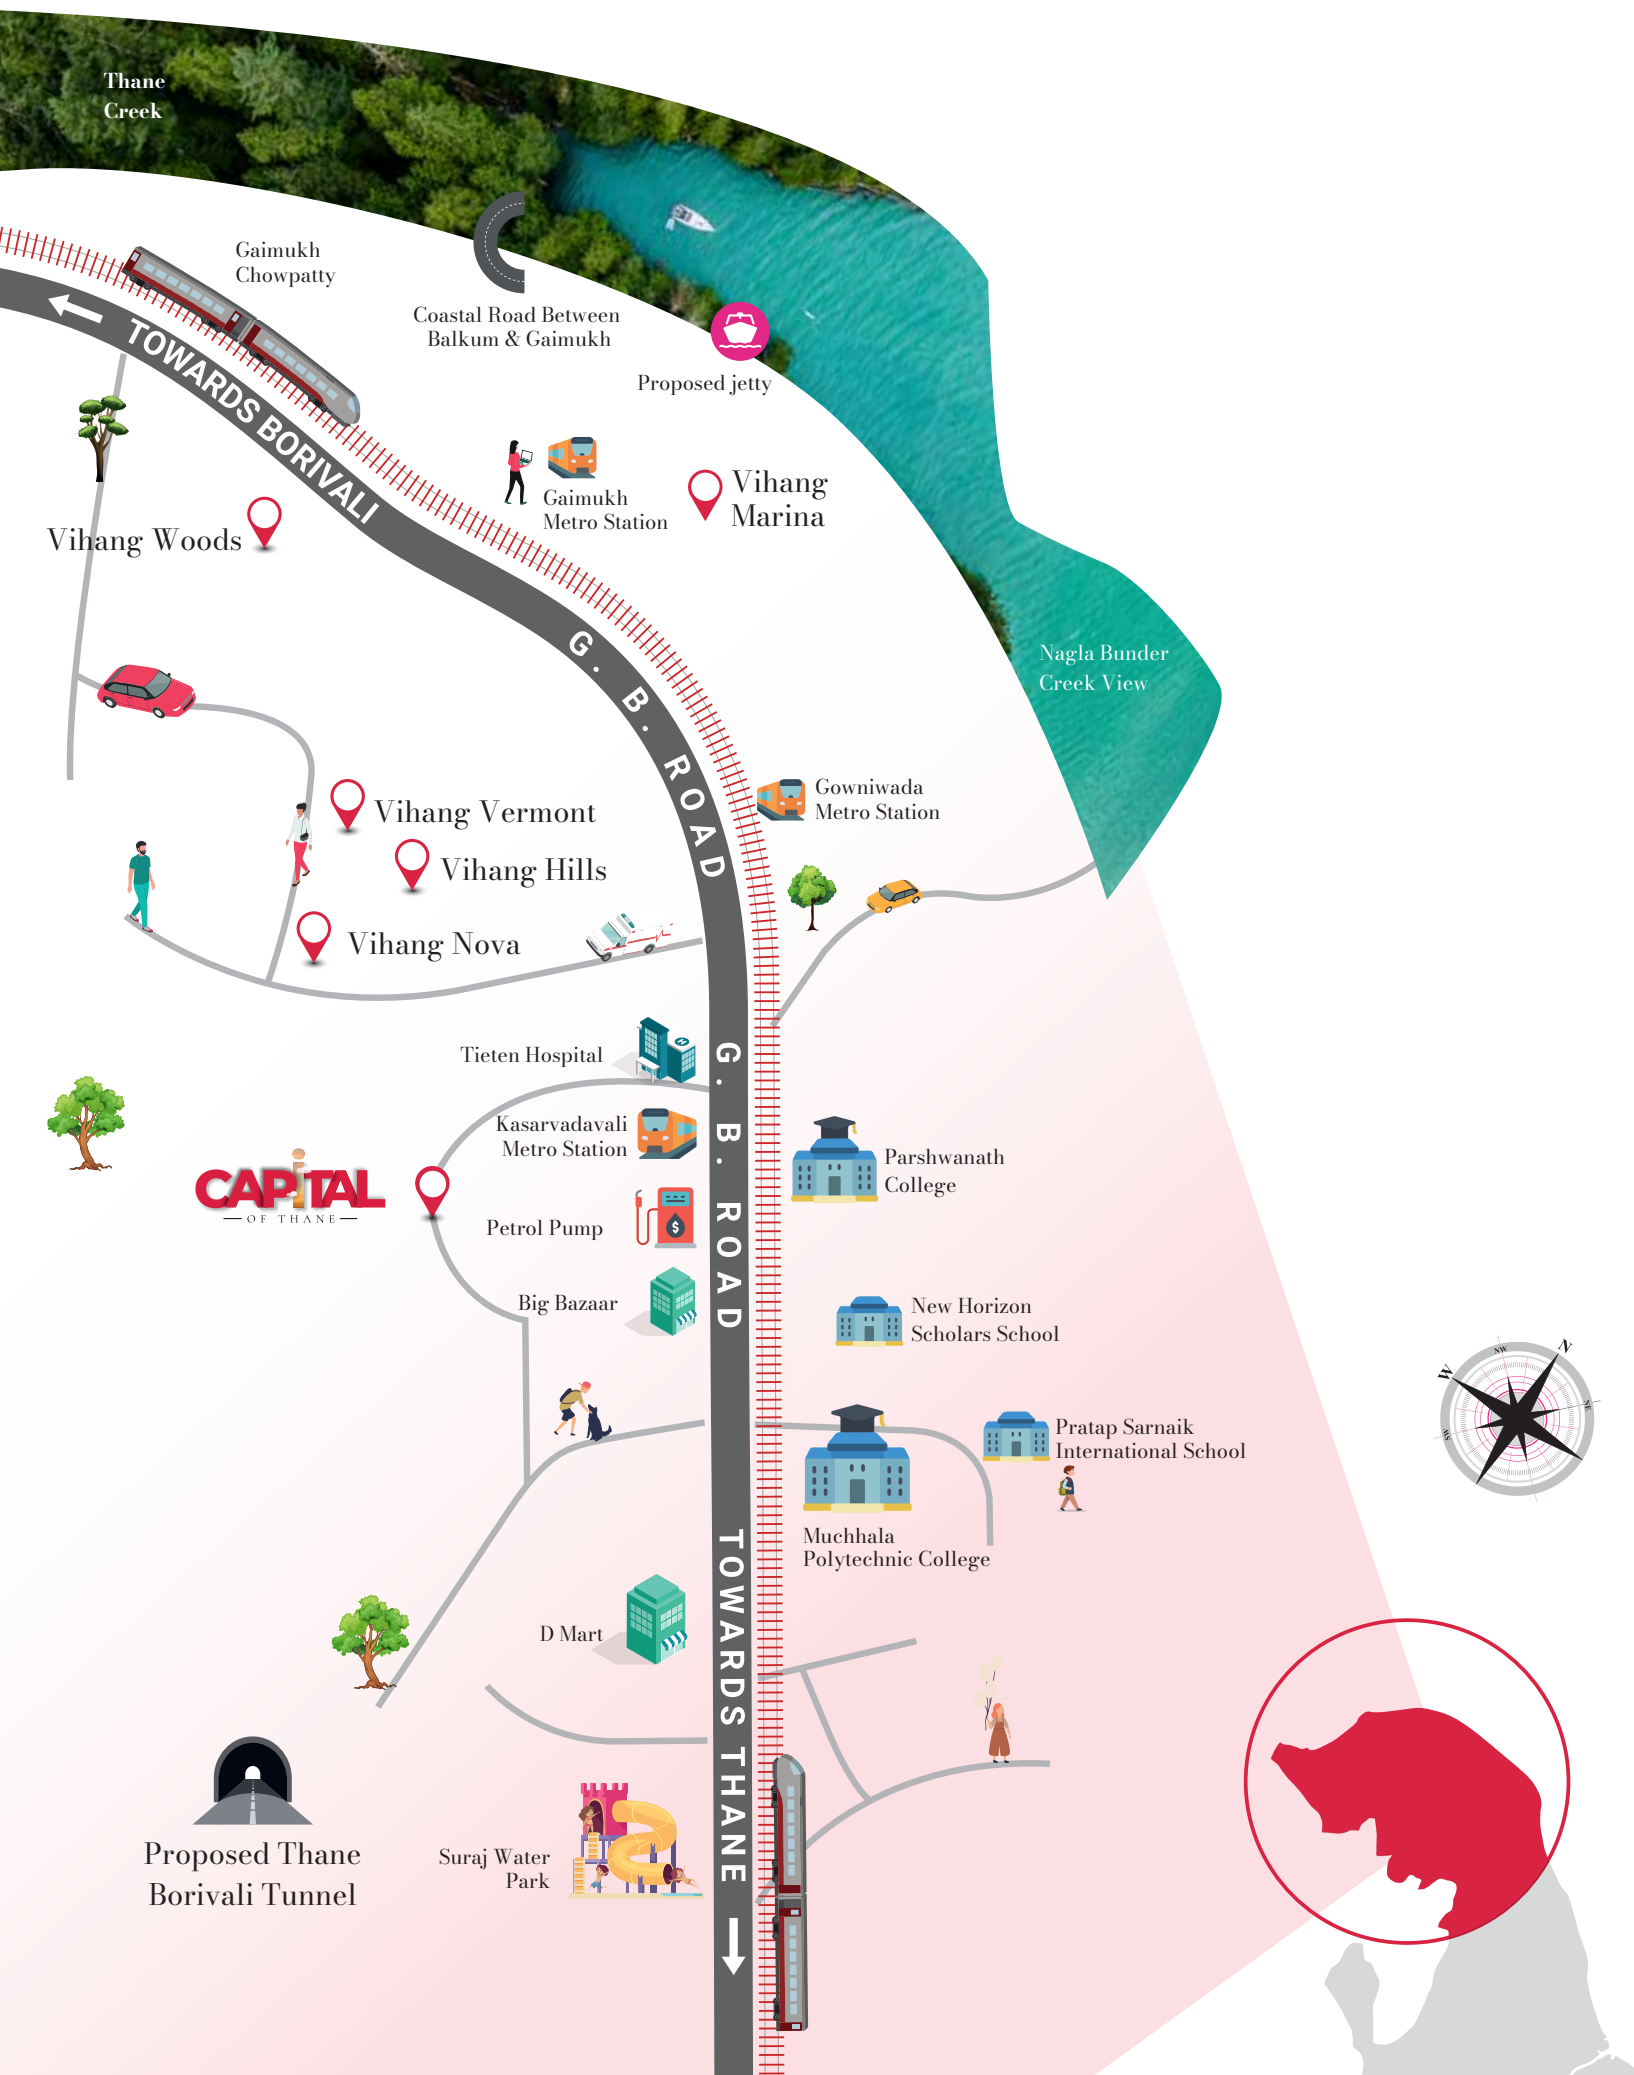 Thane
Creek
Gaimukh
Chowpatty
Coastal Road Between
Balkum & Gaimukh
Proposed jetty
TOWARDS BORIVALI
Gaimukh
Metro Station
Vihang
Marina
Vihang Woods
G. B. ROAD
Nagla Bunder
Creek View
Gowniwada
Metro Station
Vihang Vermont
Vihang Hills
Vihang Nova
Tieten Hospital
G. B. ROAD
Kasarvadavali
Metro Station
Parshwanath
College
CAPiTAL
OF THANE
Petrol Pump
Big Bazaar
New Horizon
Scholars School
N
NW
W
NE
SW
Pratap Sarnaik
International School
Muchhala
Polytechnic College
TOWARDS THANE
D Mart
Proposed Thane
Borivali Tunnel
Suraj Water
Park